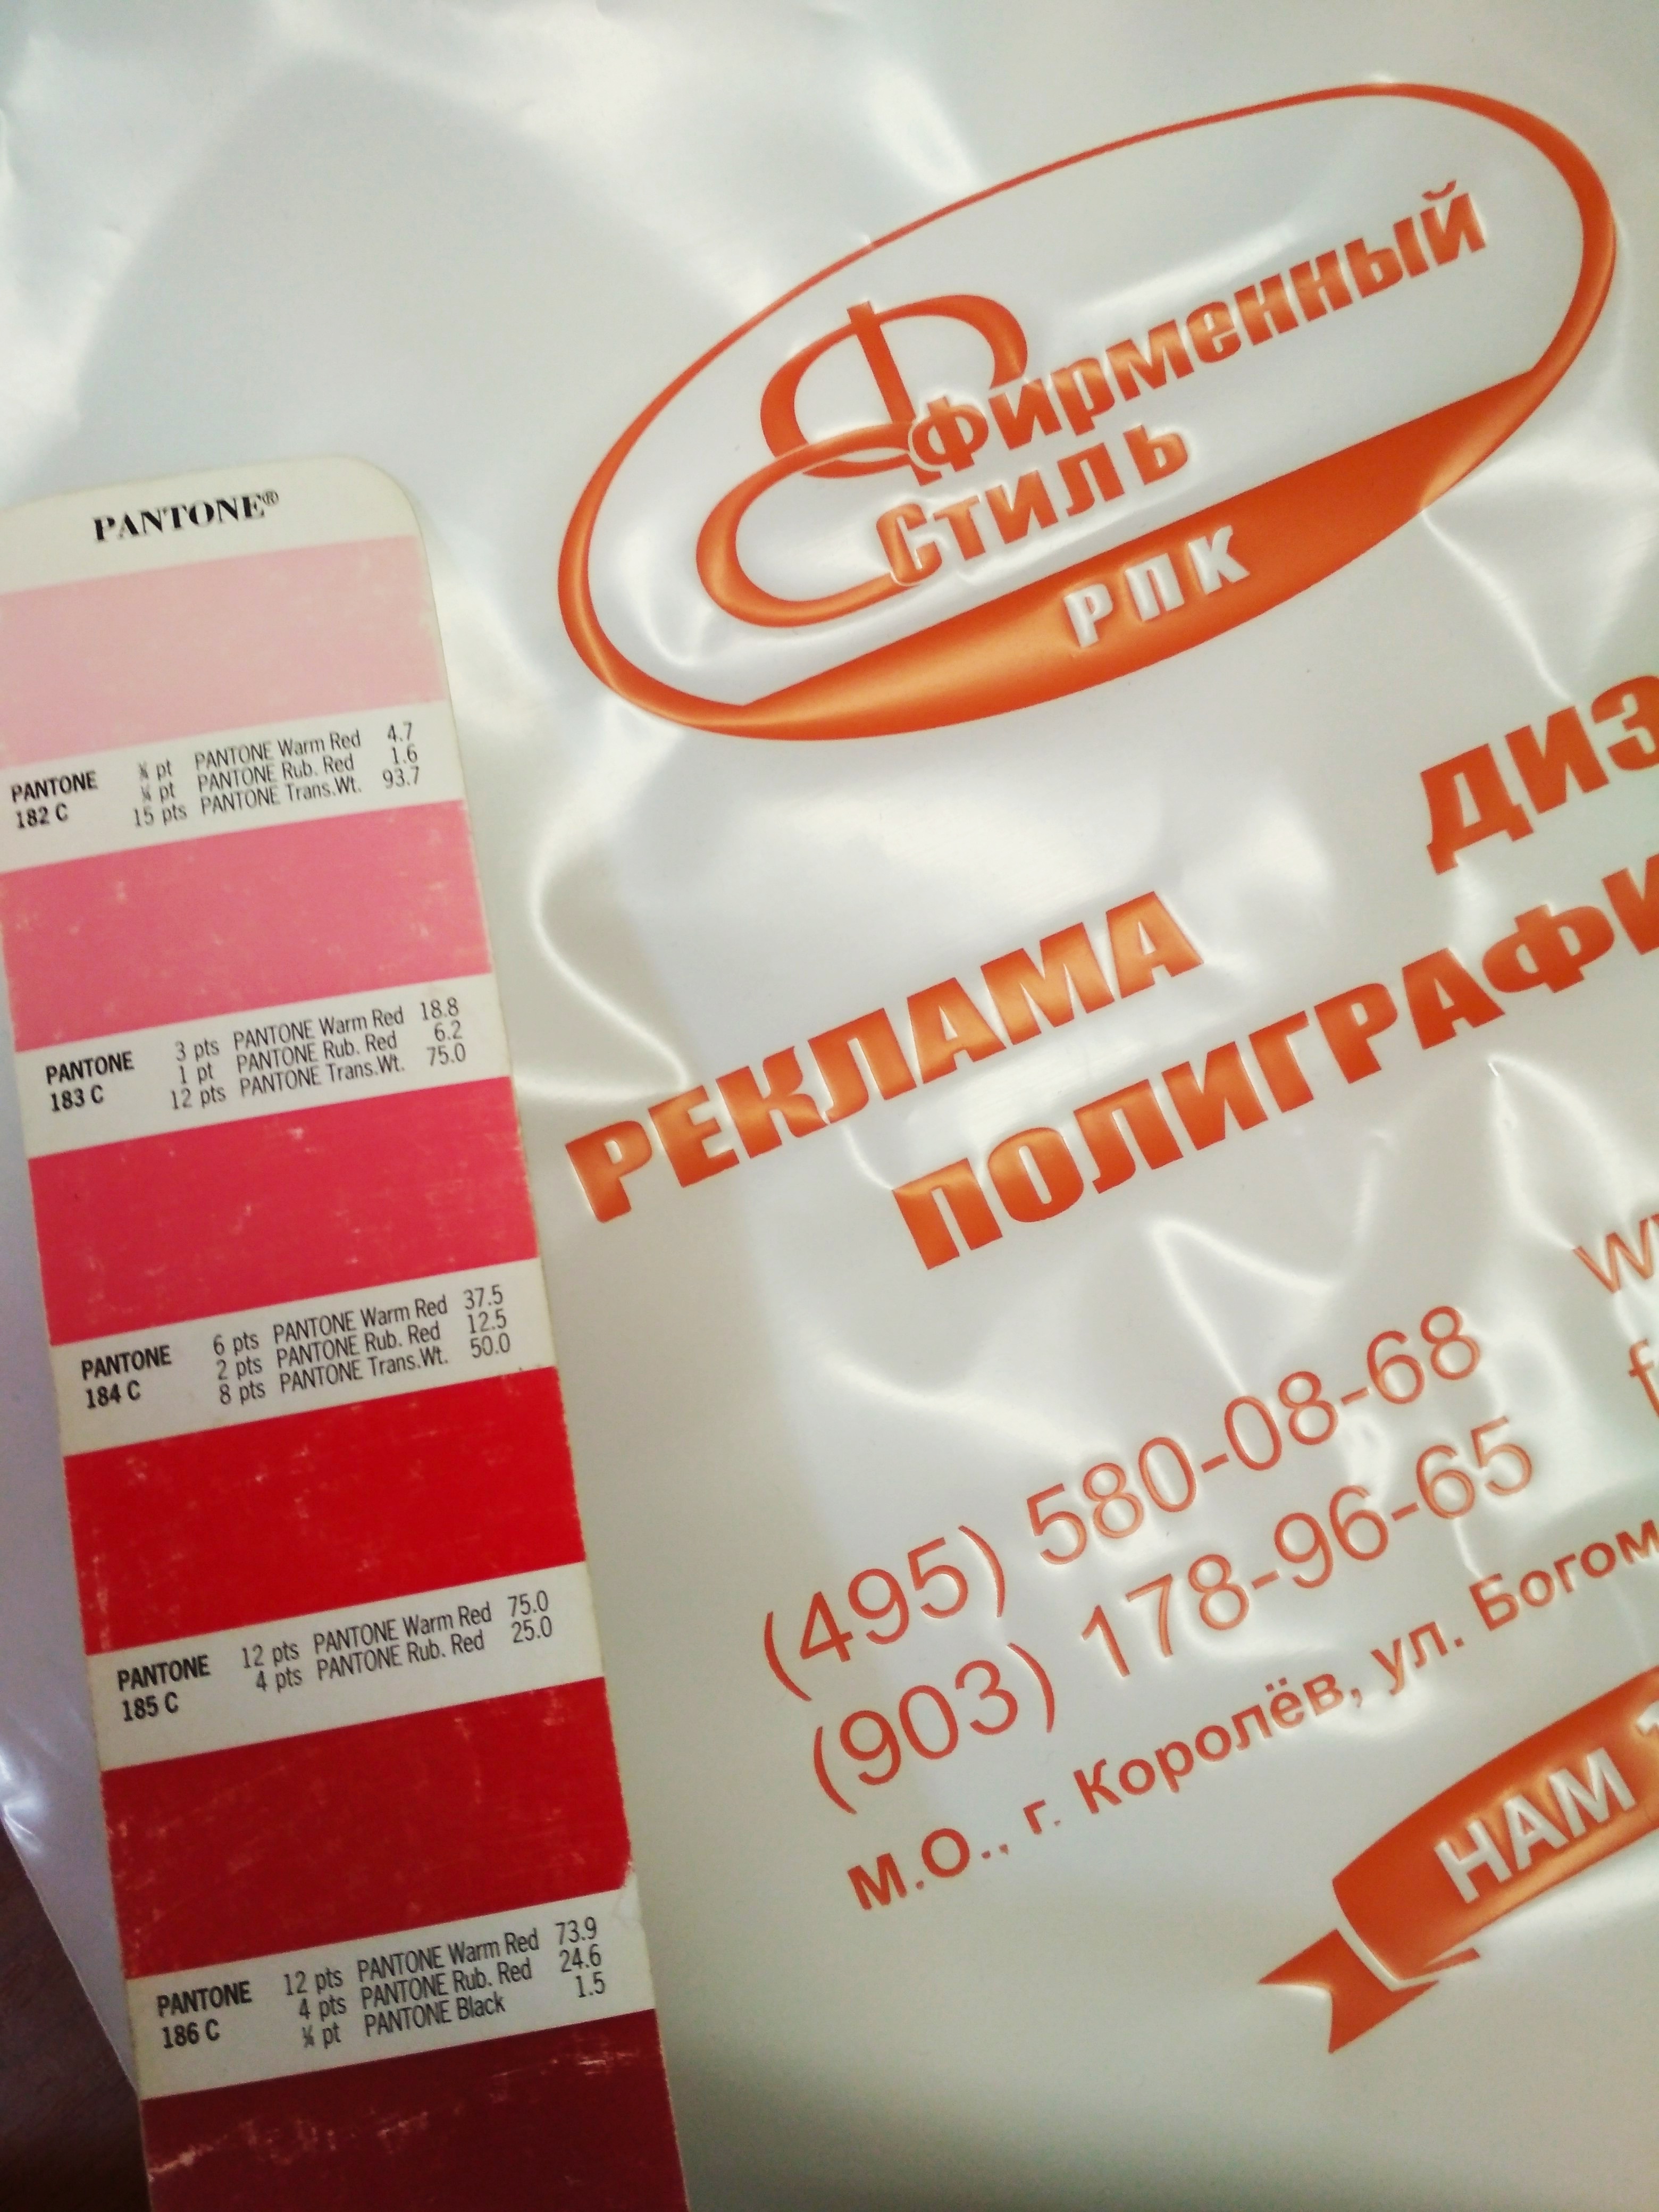 PANTONE®
PANTONE 182 C
¾ pt PANTONE Warm Red 4.7
¼ pt PANTONE Rub. Red 1.6
15 pts PANTONE Trans.Wt. 93.7
PANTONE 183 C
3 pts PANTONE Warm Red 18.8
1 pt PANTONE Rub. Red 6.2
12 pts PANTONE Trans.Wt. 75.0
PANTONE 184 C
6 pts PANTONE Warm Red 37.5
2 pts PANTONE Rub. Red 12.5
8 pts PANTONE Trans.Wt. 50.0
PANTONE 185 C
12 pts PANTONE Warm Red 75.0
4 pts PANTONE Rub. Red 25.0
PANTONE 186 C
12 pts PANTONE Warm Red 73.9
4 pts PANTONE Rub. Red 24.6
¼ pt PANTONE Black 1.5
Фирменный
Стиль
РПК
ДИЗ
РЕКЛАМА
ПОЛИГРАФИ
(495) 580-08-68
(903) 178-96-65
М.О., г. Королёв, ул. Богом
НАМ